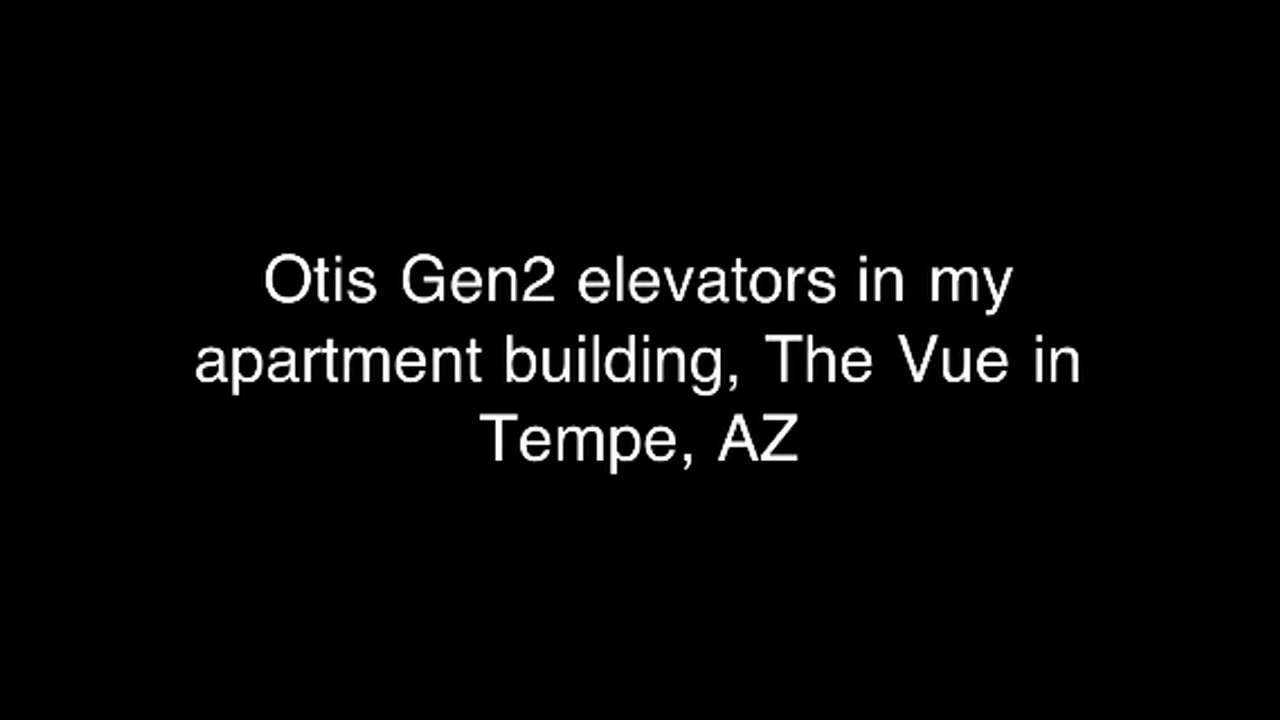 Otis Gen2 elevators in my
apartment building, The Vue in
Tempe, AZ